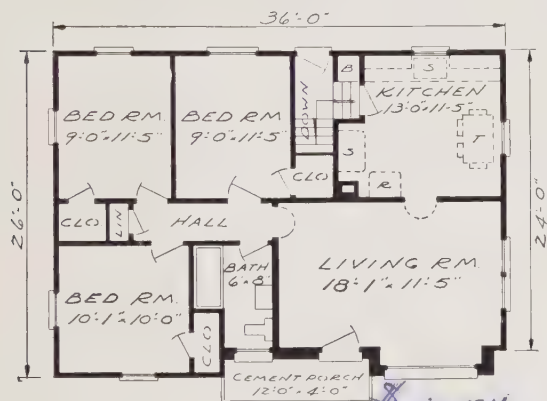 36'-0"
BED RM.
9'-0"x11'-5"
BED RM.
9'-0"x11'-5"
DOWN
B
S
KITCHEN
13'-0"x11'-5"
T
S
R
CLO
26'-0"
24'-0"
CLO
LIN
HALL
BATH
6'x8'
LIVING RM.
18'-1"x11'-5"
BED RM.
10'-1"x10'-0"
CLO
CEMENT PORCH
12'-0"x4'-0"